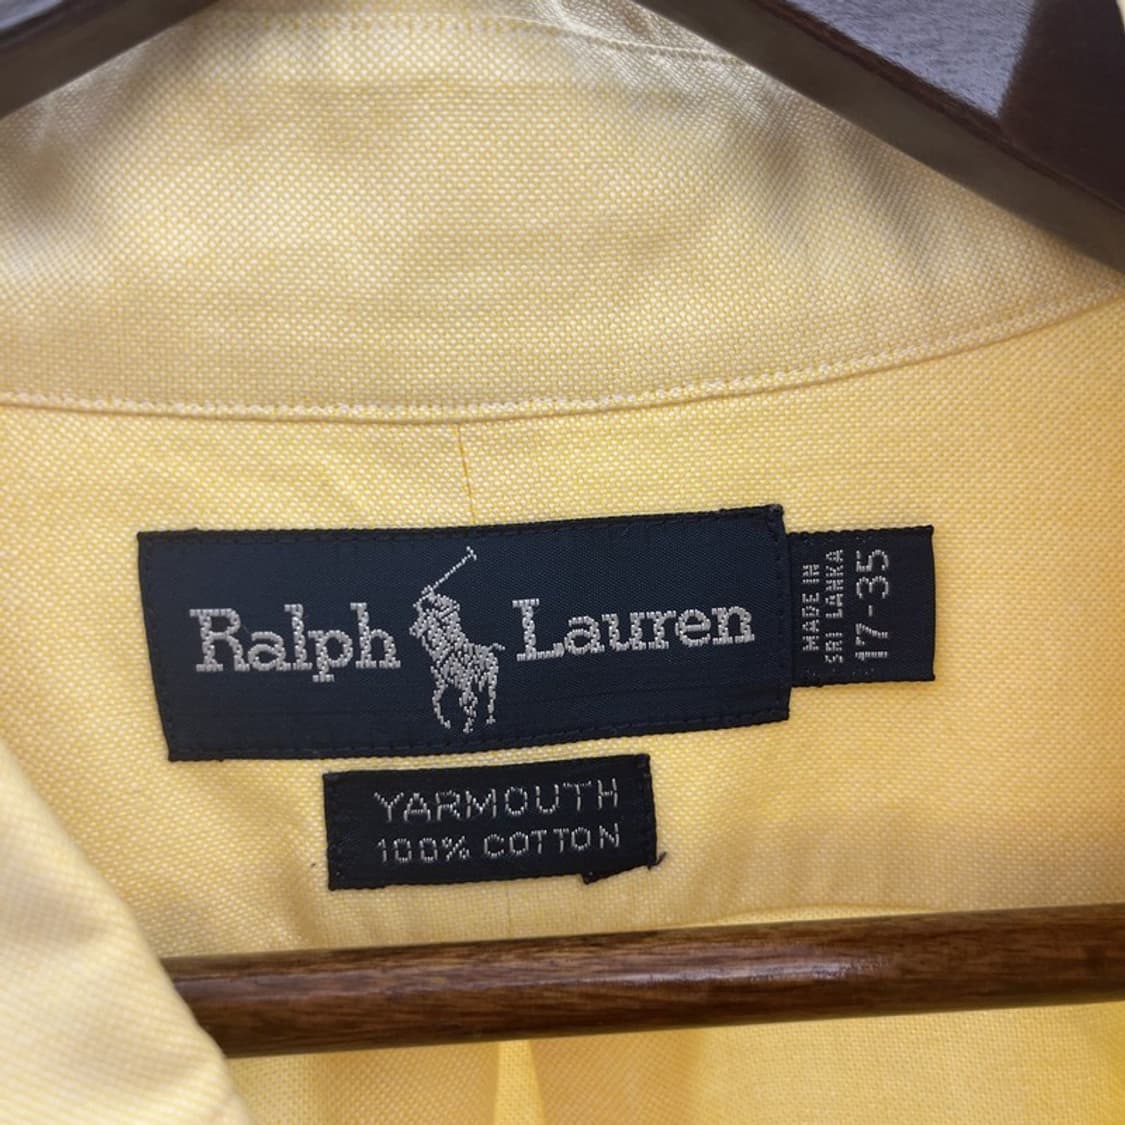 Ralph Lauren
MADE IN
SRI LANKA
17-35
YARMOUTH
100% COTTON